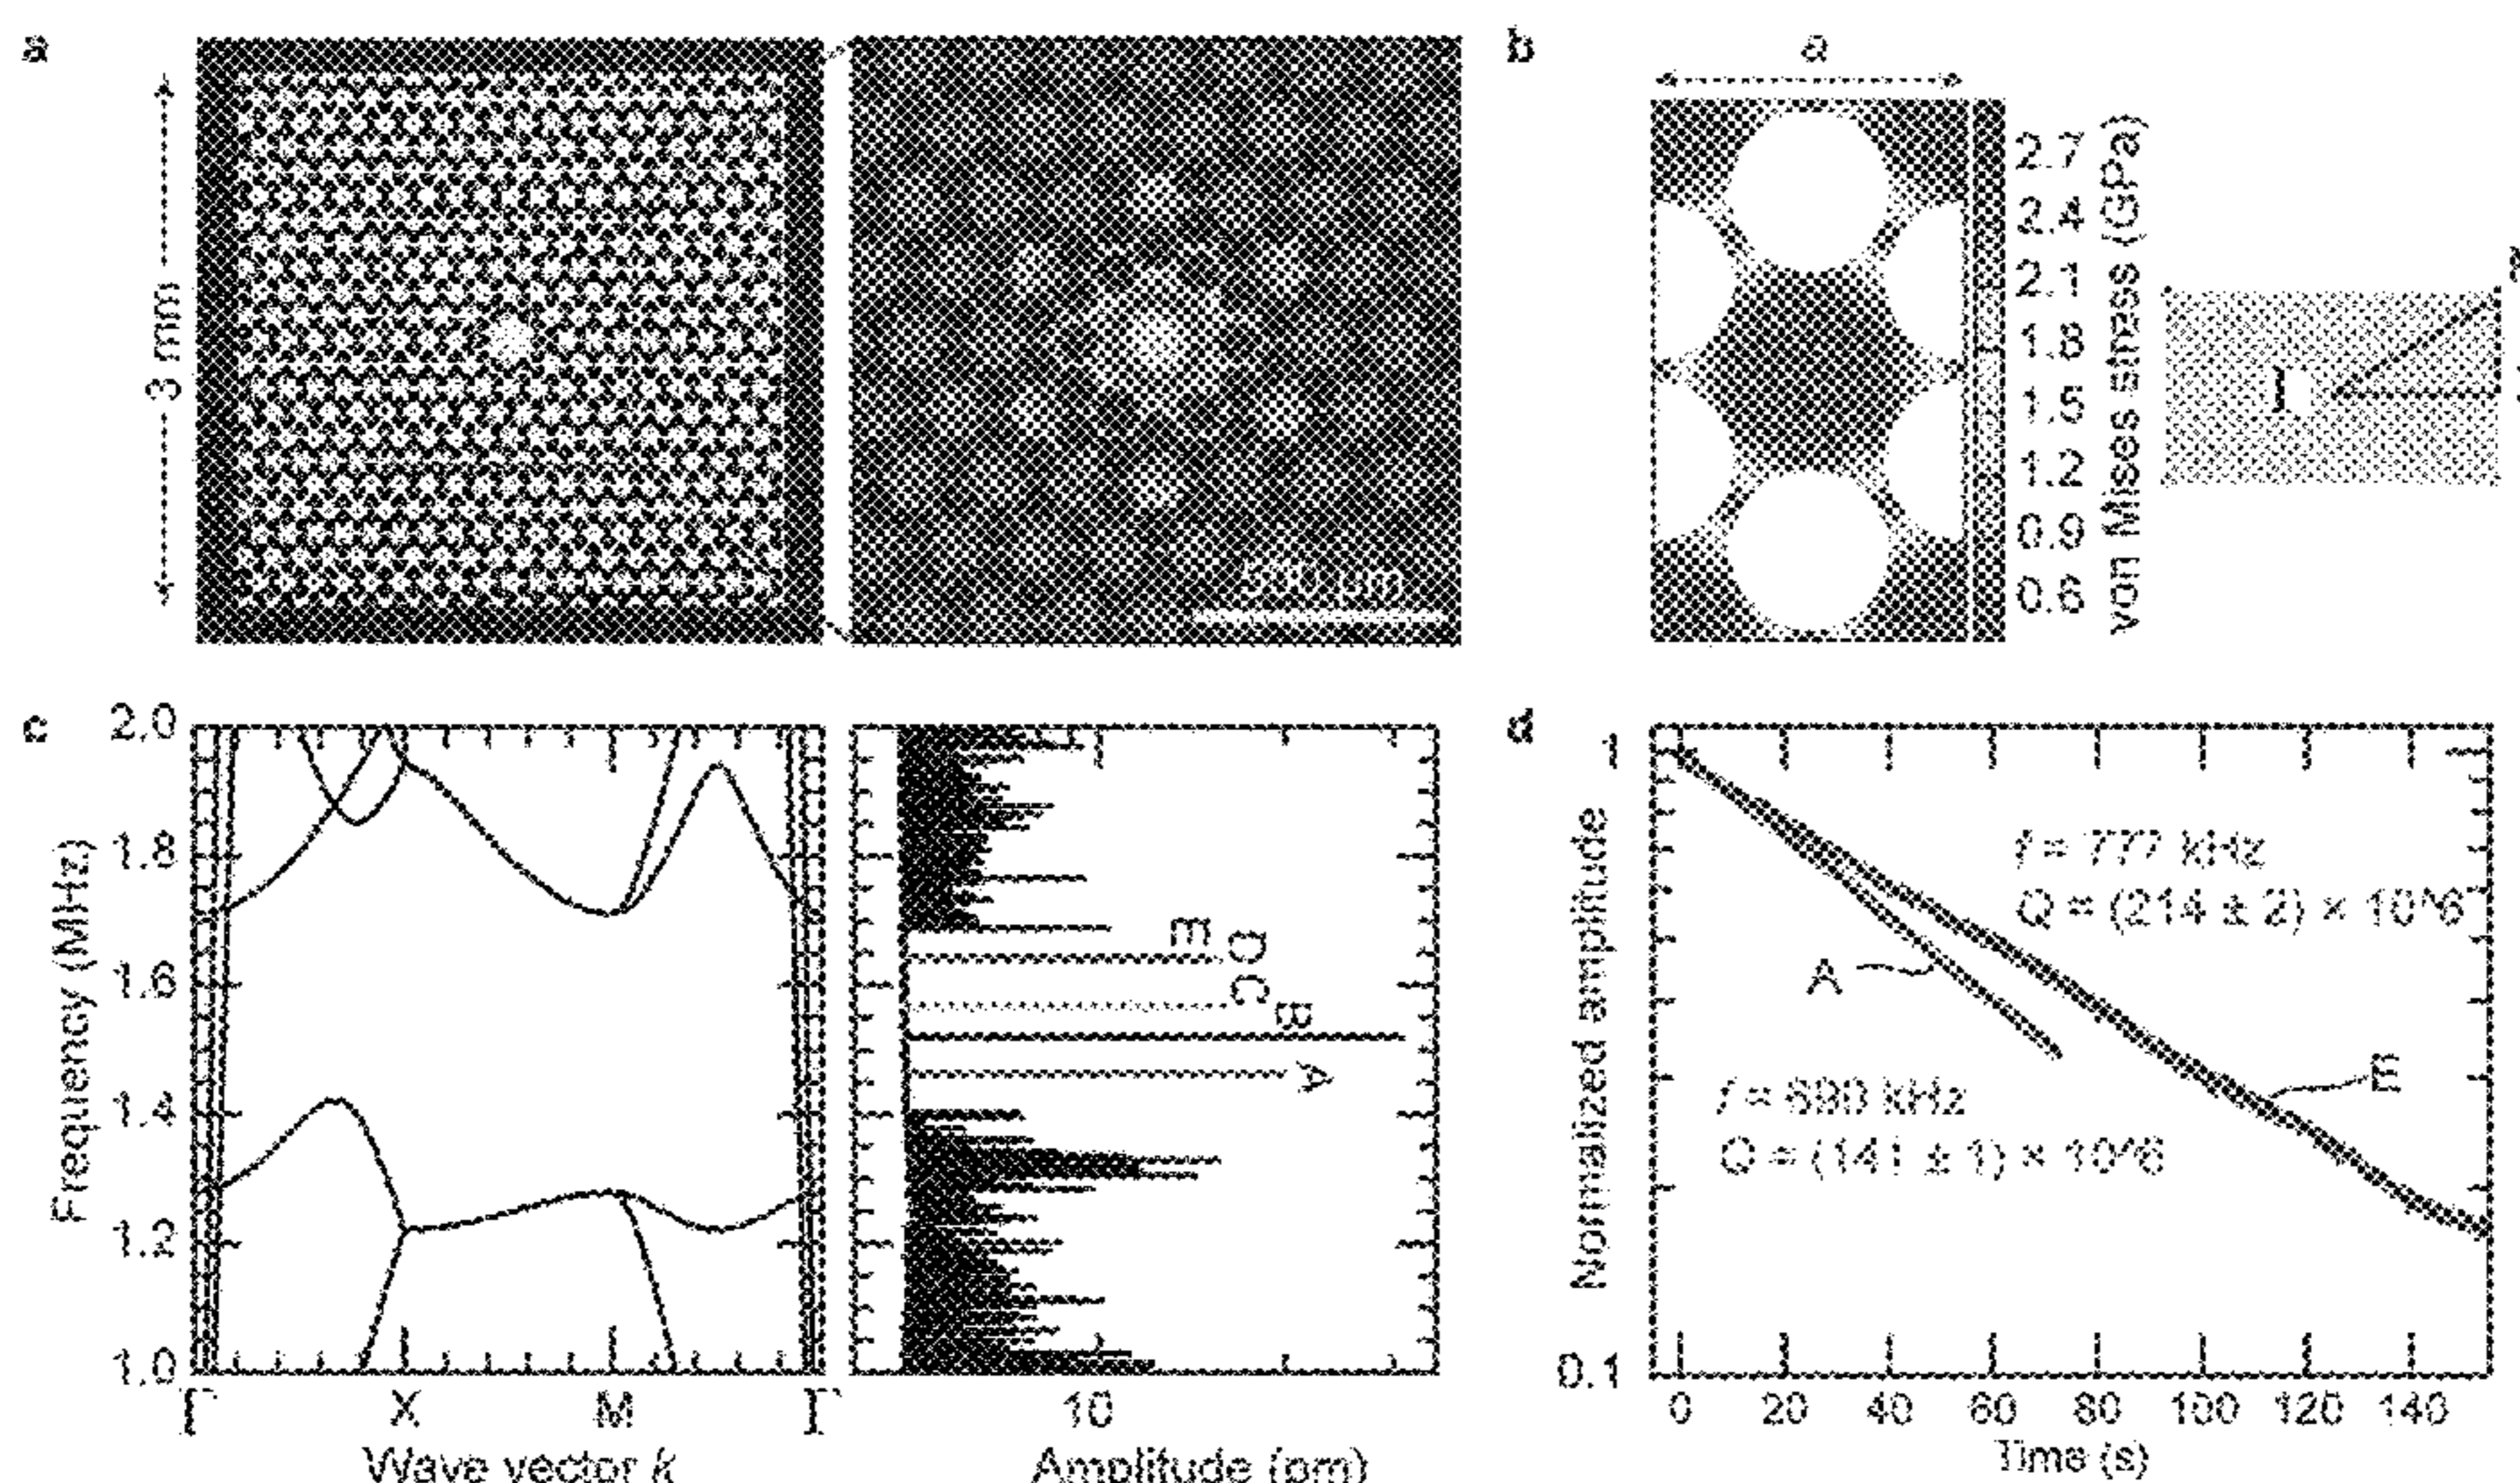 a
3 mm
500 μm
b
a
2.7
2.4
2.1
1.8
1.5
1.2
0.9
0.6
von Mises stress (GPa)
Γ
c
2.0
1.8
1.6
1.4
1.2
1.0
Frequency (MHz)
Γ X M Γ
Wave vector k
E
D
C
B
A
10
Amplitude (pm)
d
1
0.1
Normalized amplitude
f = 777 kHz
Q = (214 ± 2) × 10^6
A
E
f = 690 kHz
Q = (141 ± 1) × 10^6
0 20 40 60 80 100 120 140
Time (s)